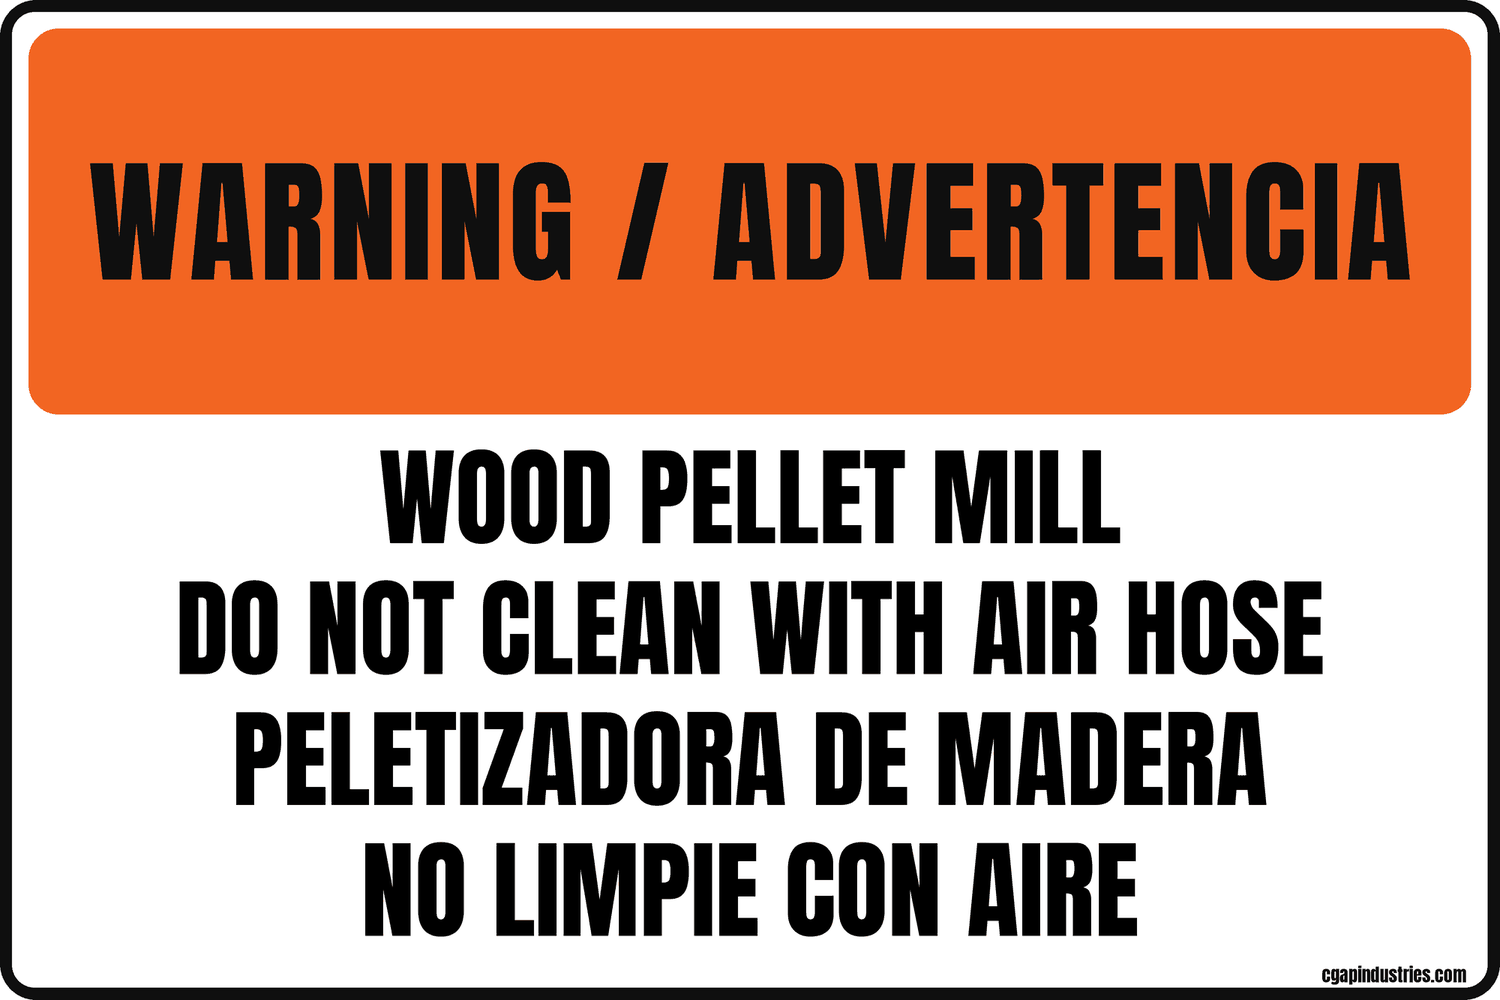 WARNING / ADVERTENCIA
WOOD PELLET MILL
DO NOT CLEAN WITH AIR HOSE
PELETIZADORA DE MADERA
NO LIMPIE CON AIRE
cgapindustries.com